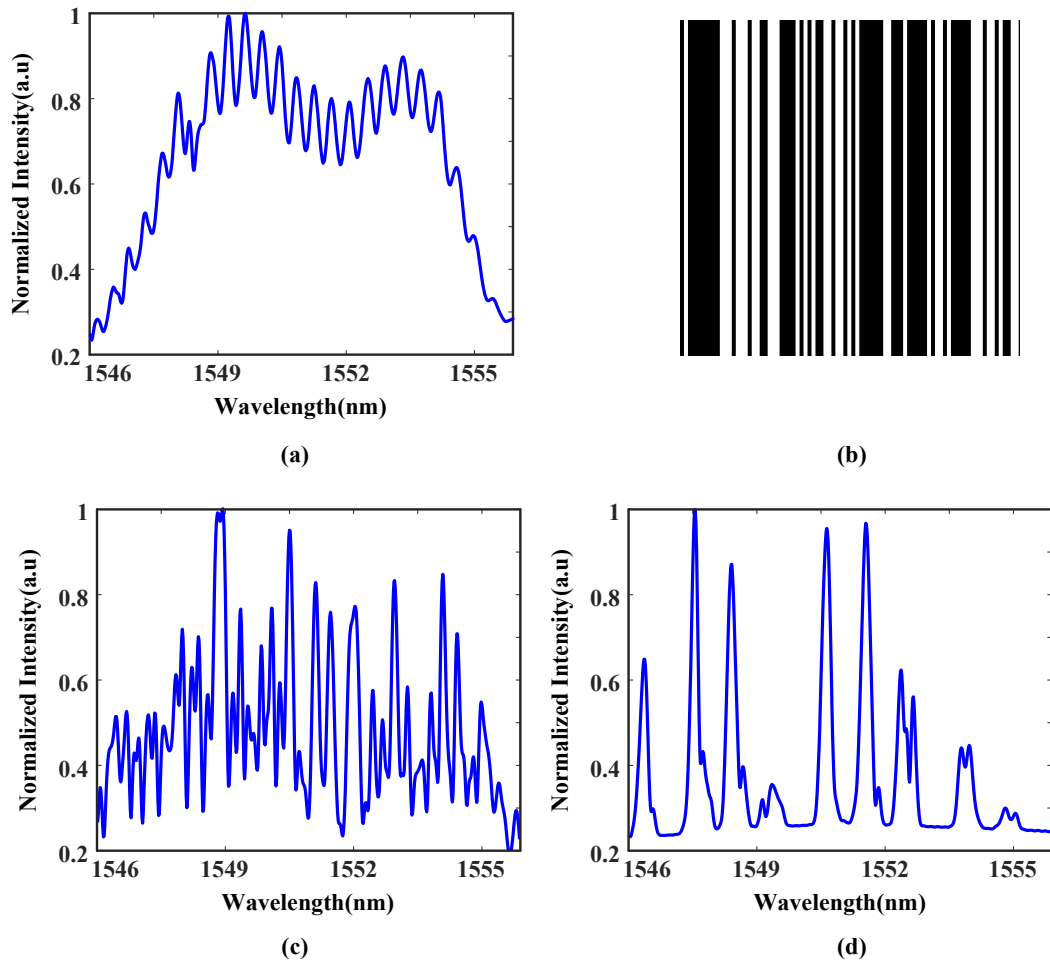 Normalized Intensity(a.u)
1
0.8
0.6
0.4
0.2
1546 1549 1552 1555
Wavelength(nm)
(a)
(b)
Normalized Intensity(a.u)
1
0.8
0.6
0.4
0.2
1546 1549 1552 1555
Wavelength(nm)
(c)
Normalized Intensity(a.u)
1
0.8
0.6
0.4
0.2
1546 1549 1552 1555
Wavelength(nm)
(d)